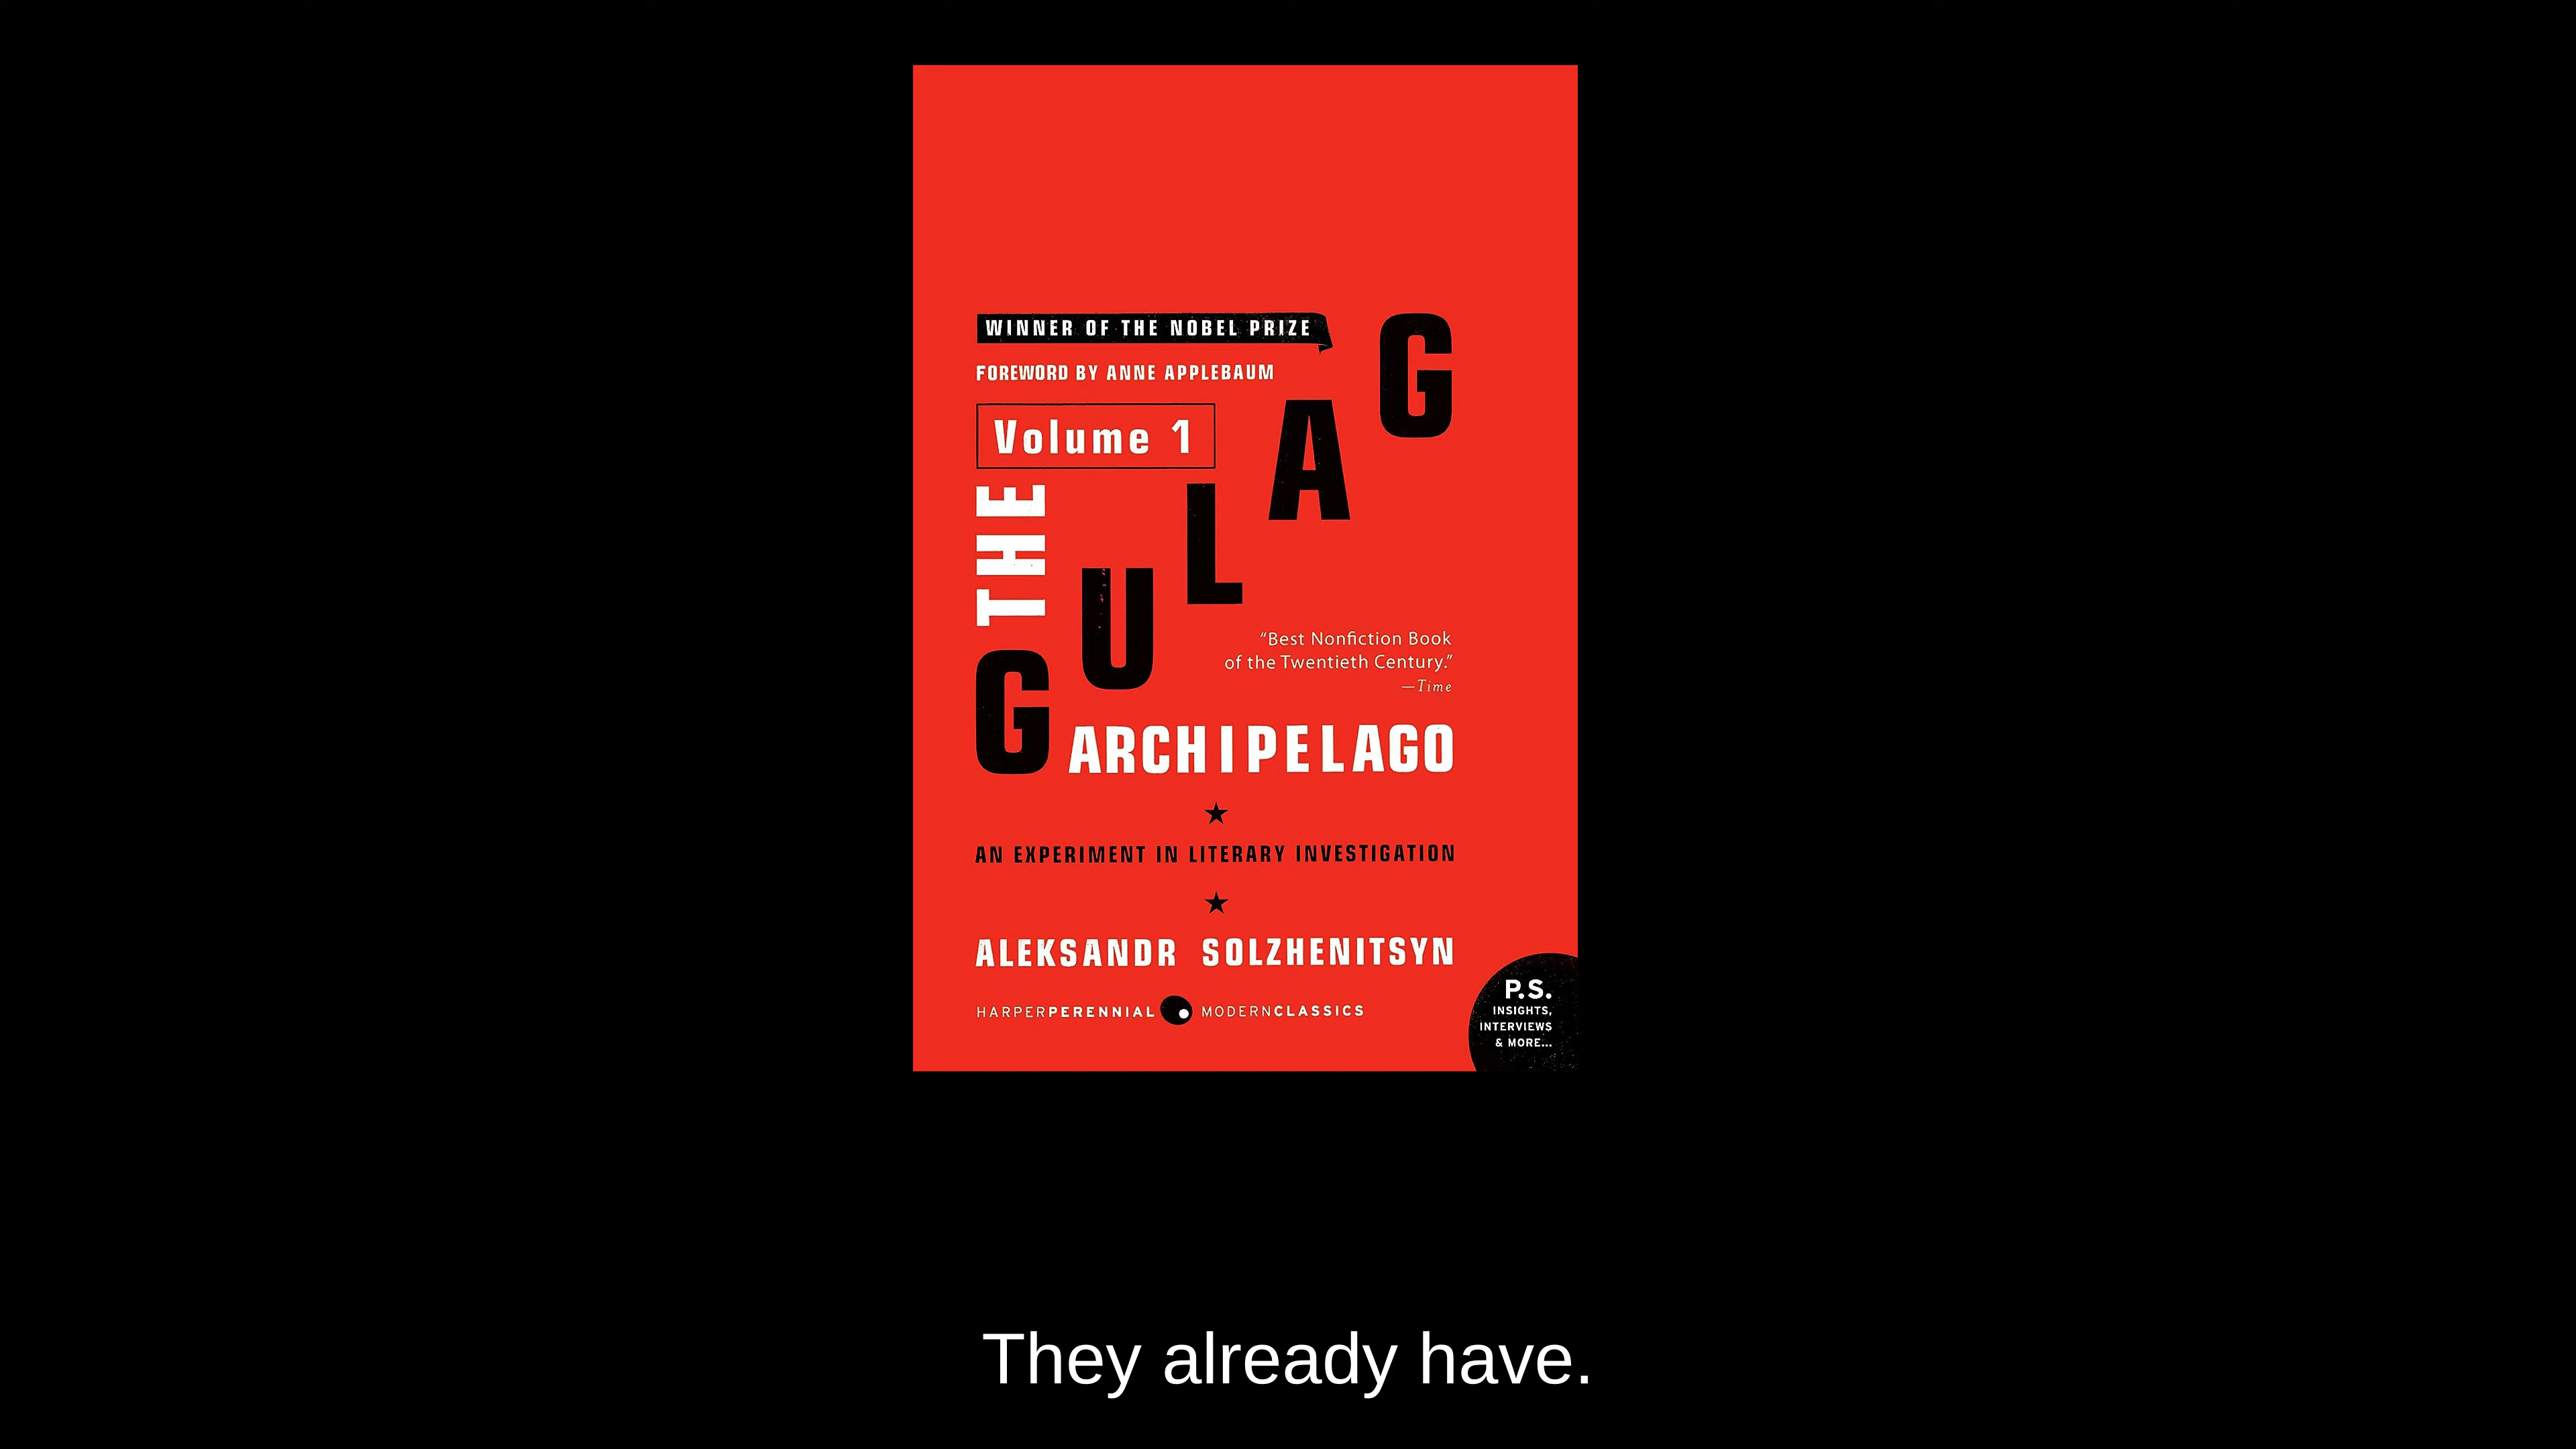 WINNER OF THE NOBEL PRIZE
FOREWORD BY ANNE APPLEBAUM
Volume 1
THE
GULAG
“Best Nonfiction Book
of the Twentieth Century.”
—Time
ARCHIPELAGO
AN EXPERIMENT IN LITERARY INVESTIGATION
ALEKSANDR SOLZHENITSYN
HARPERPERENNIAL MODERNCLASSICS
P.S.
INSIGHTS,
INTERVIEWS
& MORE...
They already have.